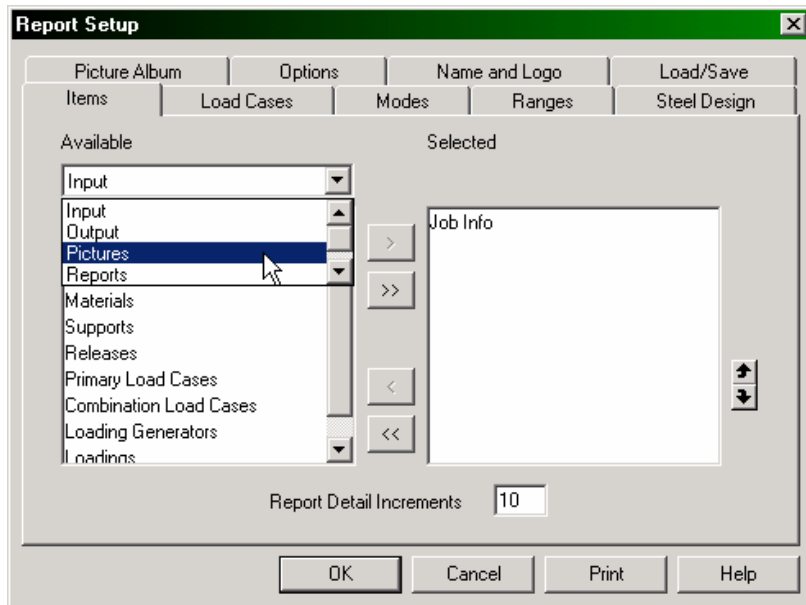 Report Setup
Picture Album Options Name and Logo Load/Save
Items Load Cases Modes Ranges Steel Design
Available Selected
Input
Input
Output
Pictures
Reports
Materials
Supports
Releases
Primary Load Cases
Combination Load Cases
Loading Generators
Loadings
>
>>
<
<<
Job Info
Report Detail Increments 10
OK Cancel Print Help